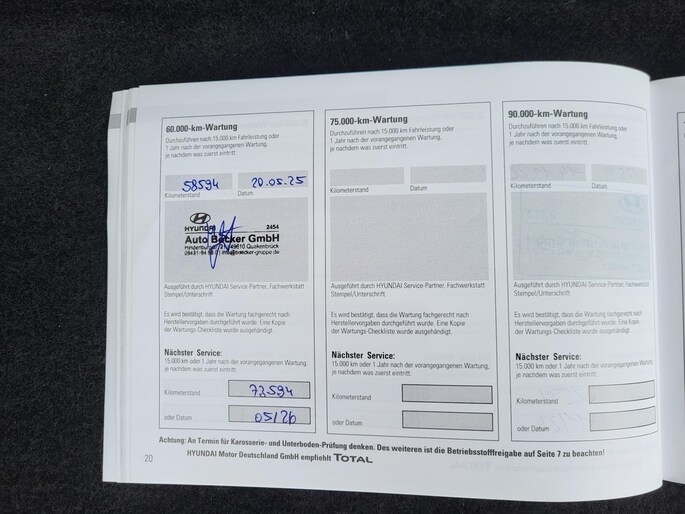 60.000-km-Wartung
Durchzuführen nach 15.000 km Fahrleistung oder
1 Jahr nach der vorangegangenen Wartung,
je nachdem was zuerst eintritt.
58594 20.05.25
Kilometerstand Datum
HYUNDAI 2454
Auto Becker GmbH
Ausgeführt durch HYUNDAI Service-Partner, Fachwerkstatt
Stempel/Unterschrift
Es wird bestätigt, dass die Wartung fachgerecht nach
Herstellervorgaben durchgeführt wurde. Eine Kopie
der Wartungs-Checkliste wurde ausgehändigt.
Nächster Service:
15.000 km oder 1 Jahr nach der vorangegangenen Wartung,
je nachdem was zuerst eintritt.
Kilometerstand 73594
oder Datum 05/26
75.000-km-Wartung
Durchzuführen nach 15.000 km Fahrleistung oder
1 Jahr nach der vorangegangenen Wartung,
je nachdem was zuerst eintritt.
Kilometerstand Datum
Ausgeführt durch HYUNDAI Service-Partner, Fachwerkstatt
Stempel/Unterschrift
Es wird bestätigt, dass die Wartung fachgerecht nach
Herstellervorgaben durchgeführt wurde. Eine Kopie
der Wartungs-Checkliste wurde ausgehändigt.
Nächster Service:
15.000 km oder 1 Jahr nach der vorangegangenen Wartung,
je nachdem was zuerst eintritt.
Kilometerstand
oder Datum
90.000-km-Wartung
Durchzuführen nach 15.000 km Fahrleistung oder
1 Jahr nach der vorangegangenen Wartung,
je nachdem was zuerst eintritt.
Kilometerstand Datum
Ausgeführt durch HYUNDAI Service-Partner, Fachwerkstatt
Stempel/Unterschrift
Es wird bestätigt, dass die Wartung fachgerecht nach
Herstellervorgaben durchgeführt wurde. Eine Kopie
der Wartungs-Checkliste wurde ausgehändigt.
Nächster Service:
15.000 km oder 1 Jahr nach der vorangegangenen Wartung,
je nachdem was zuerst eintritt.
Kilometerstand
oder Datum
Achtung: An Termin für Karosserie- und Unterboden-Prüfung denken. Des weiteren ist die Betriebsstofffreigabe auf Seite 7 zu beachten!
20 HYUNDAI Motor Deutschland GmbH empfiehlt TOTAL